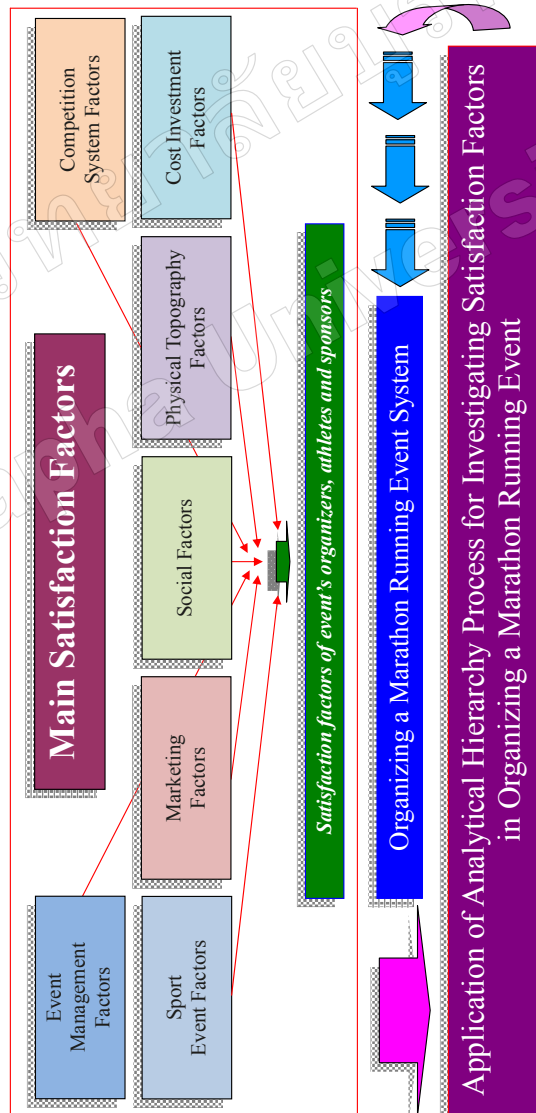 Main Satisfaction Factors
Event
Management
Factors
Competition
System Factors
Sport
Event Factors
Marketing
Factors
Social Factors
Physical Topography
Factors
Cost Investment
Factors
Satisfaction factors of event's organizers, athletes and sponsors
Organizing a Marathon Running Event System
Application of Analytical Hierarchy Process for Investigating Satisfaction Factors
in Organizing a Marathon Running Event